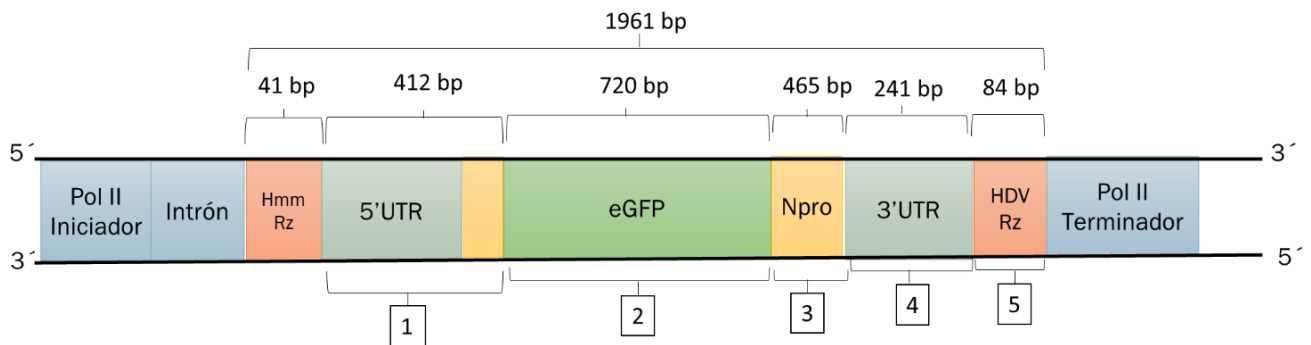 1961 bp
41 bp
412 bp
720 bp
465 bp
241 bp
84 bp
5´
3´
Pol II
Iniciador
Intrón
Hmm
Rz
5’UTR
eGFP
Npro
3’UTR
HDV
Rz
Pol II
Terminador
3´
5´
1
2
3
4
5